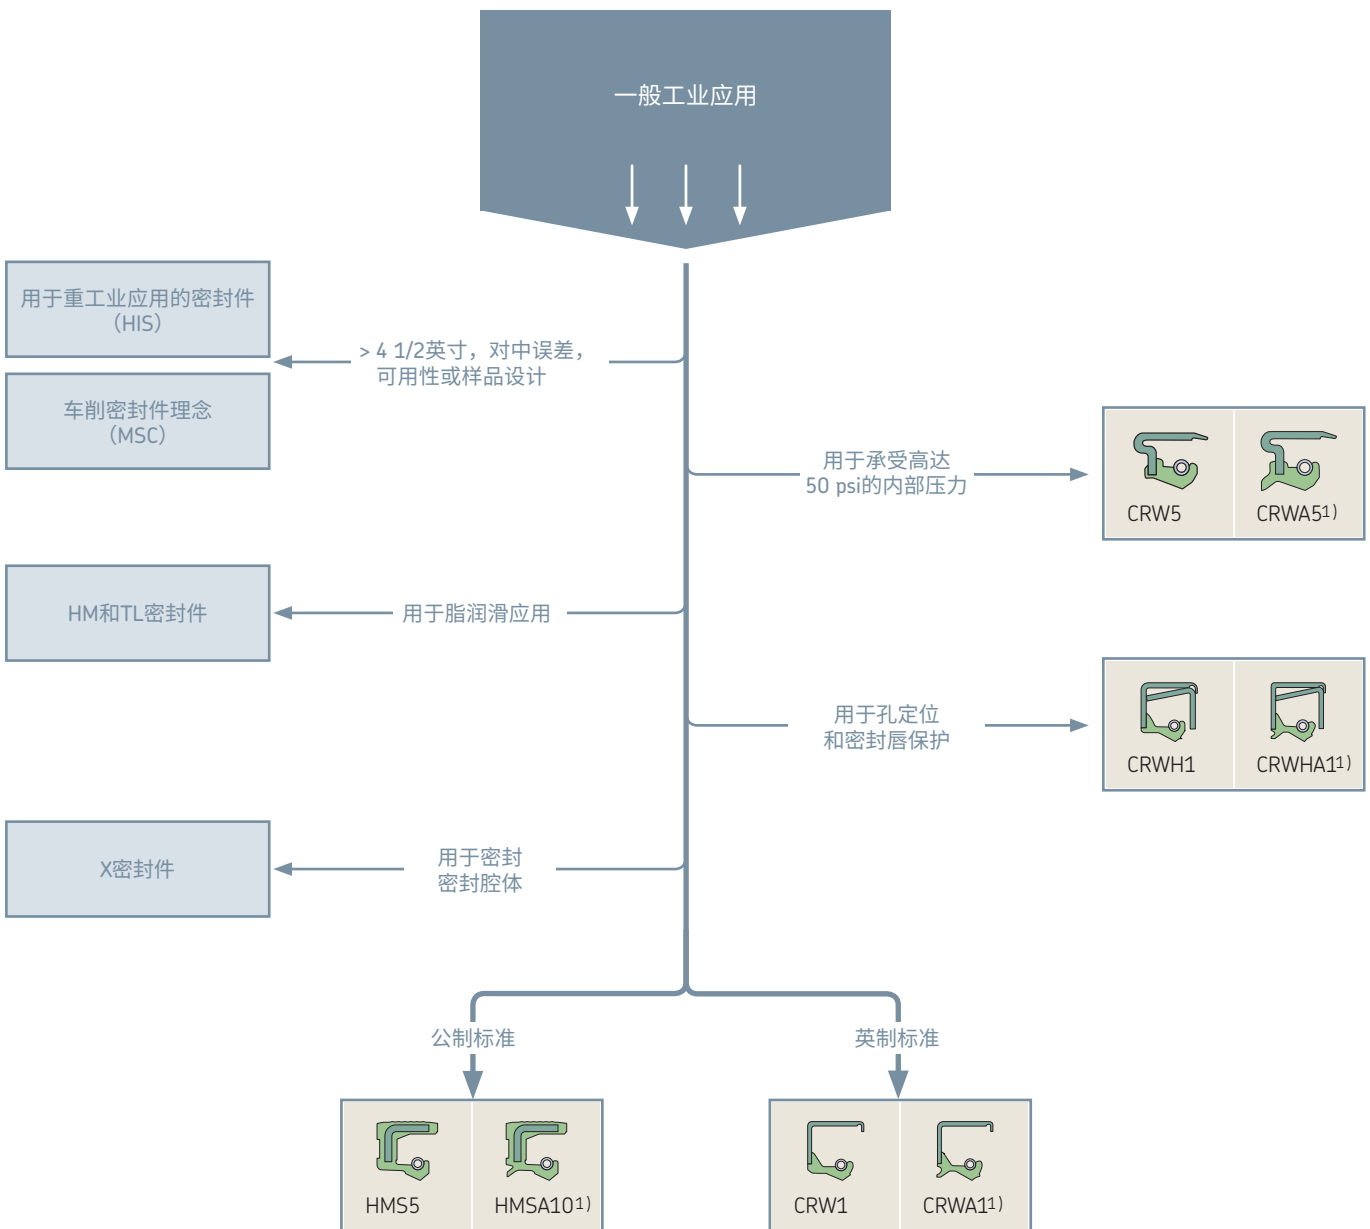 一般工业应用
用于重工业应用的密封件
（HIS）
> 4 1/2英寸，对中误差，
可用性或样品设计
车削密封件理念
（MSC）
用于承受高达
50 psi的内部压力
CRW5
CRWA51)
HM和TL密封件
用于脂润滑应用
用于孔定位
和密封唇保护
CRWH1
CRWHA11)
X密封件
用于密封
密封腔体
公制标准
英制标准
HMS5
HMSA101)
CRW1
CRWA11)